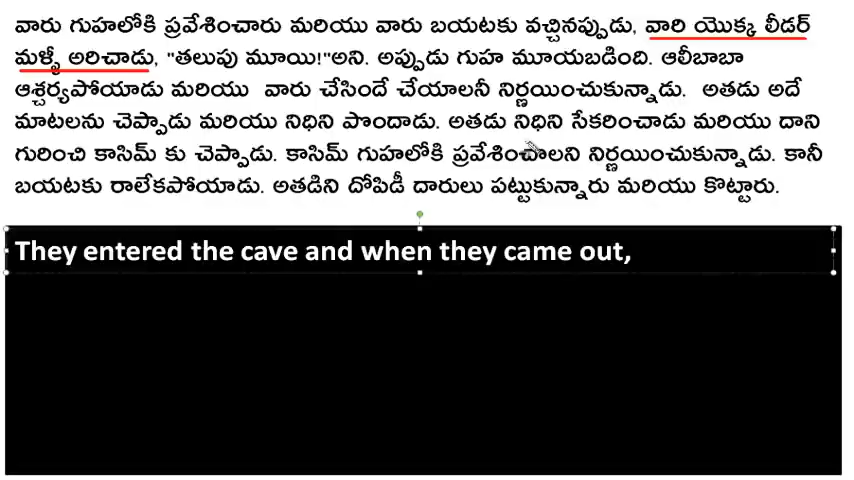 వారు గుహలోకి ప్రవేశించారు మరియు వారు బయటకు వచ్చినప్పుడు, వారి యొక్క లీడర్
మళ్ళీ అరిచాడు, "తలుపు మూయి!"అని. అప్పుడు గుహ మూయబడింది. ఆలీబాబా
ఆశ్చర్యపోయాడు మరియు వారు చేసిందే చేయాలనీ నిర్ణయించుకున్నాడు. అతడు అదే
మాటలను చెప్పాడు మరియు నిధిని పొందాడు. అతడు నిధిని సేకరించాడు మరియు దాని
గురించి కాసిమ్ కు చెప్పాడు. కాసిమ్ గుహలోకి ప్రవేశించాలని నిర్ణయించుకున్నాడు. కానీ
బయటకు రాలేకపోయాడు. అతడిని దోపిడీ దారులు పట్టుకున్నారు మరియు కొట్టారు.
They entered the cave and when they came out,